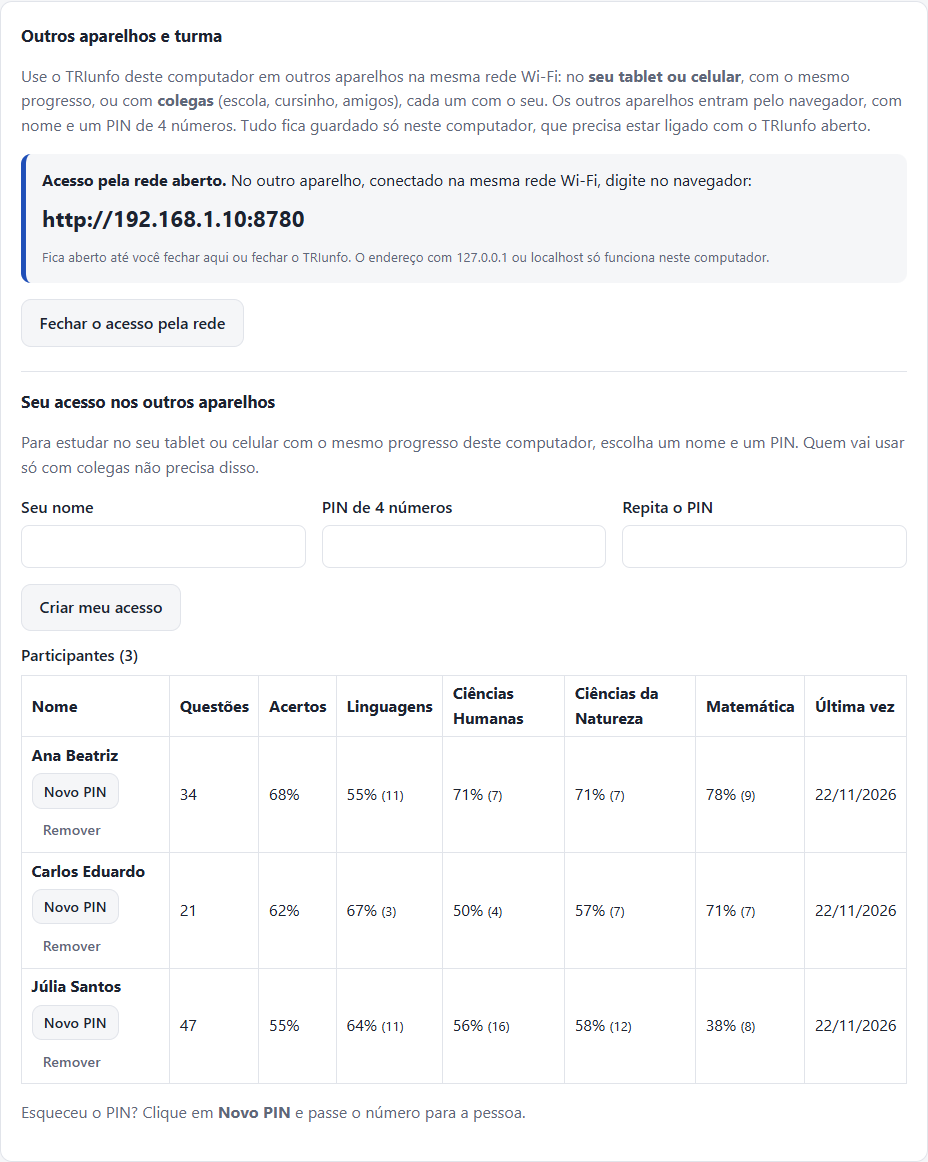 Outros aparelhos e turma
Use o TRIunfo deste computador em outros aparelhos na mesma rede Wi-Fi: no seu tablet ou celular, com o mesmo
progresso, ou com colegas (escola, cursinho, amigos), cada um com o seu. Os outros aparelhos entram pelo navegador, com
nome e um PIN de 4 números. Tudo fica guardado só neste computador, que precisa estar ligado com o TRIunfo aberto.
Acesso pela rede aberto. No outro aparelho, conectado na mesma rede Wi-Fi, digite no navegador:
http://192.168.1.10:8780
Fica aberto até você fechar aqui ou fechar o TRIunfo. O endereço com 127.0.0.1 ou localhost só funciona neste computador.
Fechar o acesso pela rede
Seu acesso nos outros aparelhos
Para estudar no seu tablet ou celular com o mesmo progresso deste computador, escolha um nome e um PIN. Quem vai usar
só com colegas não precisa disso.
Seu nome PIN de 4 números Repita o PIN
Criar meu acesso
Participantes (3)
Nome Questões Acertos Linguagens Ciências Humanas Ciências da Natureza Matemática Última vez
Ana Beatriz
Novo PIN
Remover
34 68% 55% (11) 71% (7) 71% (7) 78% (9) 22/11/2026
Carlos Eduardo
Novo PIN
Remover
21 62% 67% (3) 50% (4) 57% (7) 71% (7) 22/11/2026
Júlia Santos
Novo PIN
Remover
47 55% 64% (11) 56% (16) 58% (12) 38% (8) 22/11/2026
Esqueceu o PIN? Clique em Novo PIN e passe o número para a pessoa.